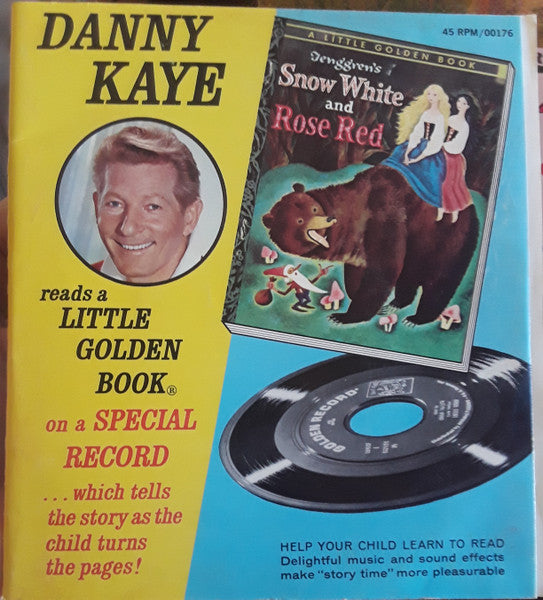 DANNY
KAYE
45 RPM/00176
A LITTLE GOLDEN BOOK
Tenggren's
Snow White
and
Rose Red
reads a
LITTLE
GOLDEN
BOOK®
on a SPECIAL
RECORD
...which tells
the story as the
child turns
the pages!
GOLDEN RECORD
HELP YOUR CHILD LEARN TO READ
Delightful music and sound effects
make "story time" more pleasurable